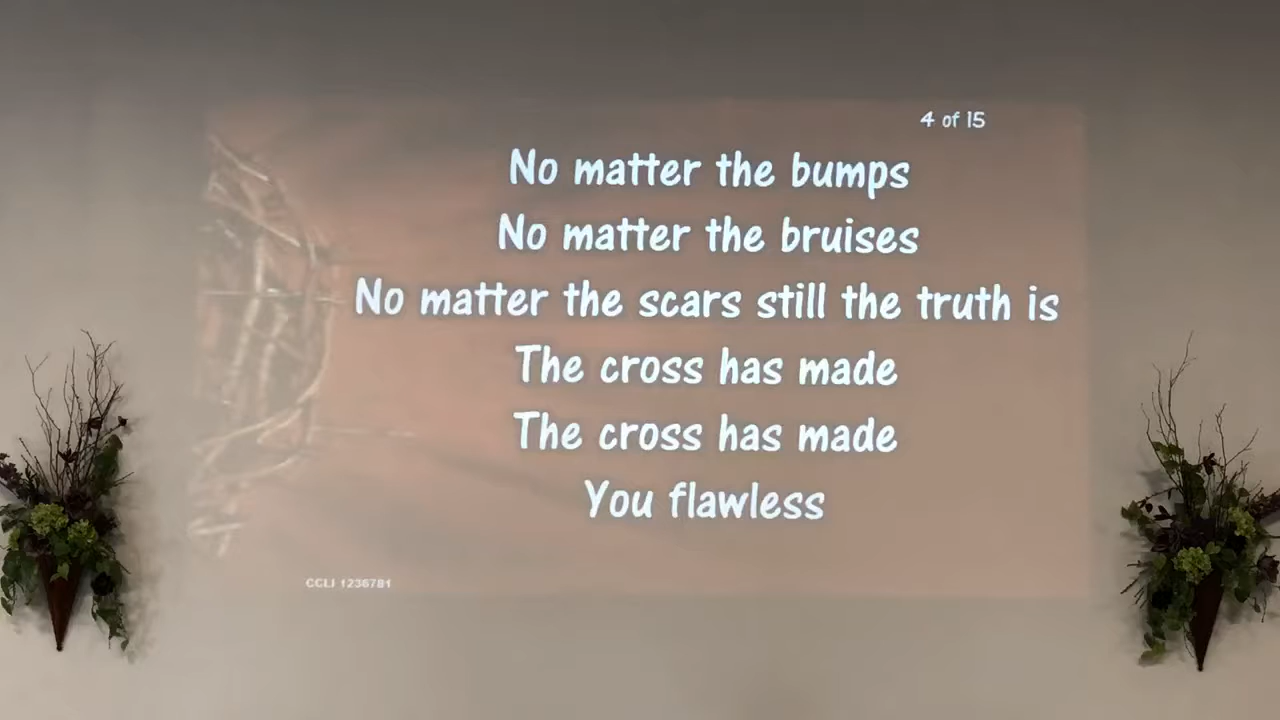 4 of 15
No matter the bumps
No matter the bruises
No matter the scars still the truth is
The cross has made
The cross has made
You flawless
CCLI 1236781